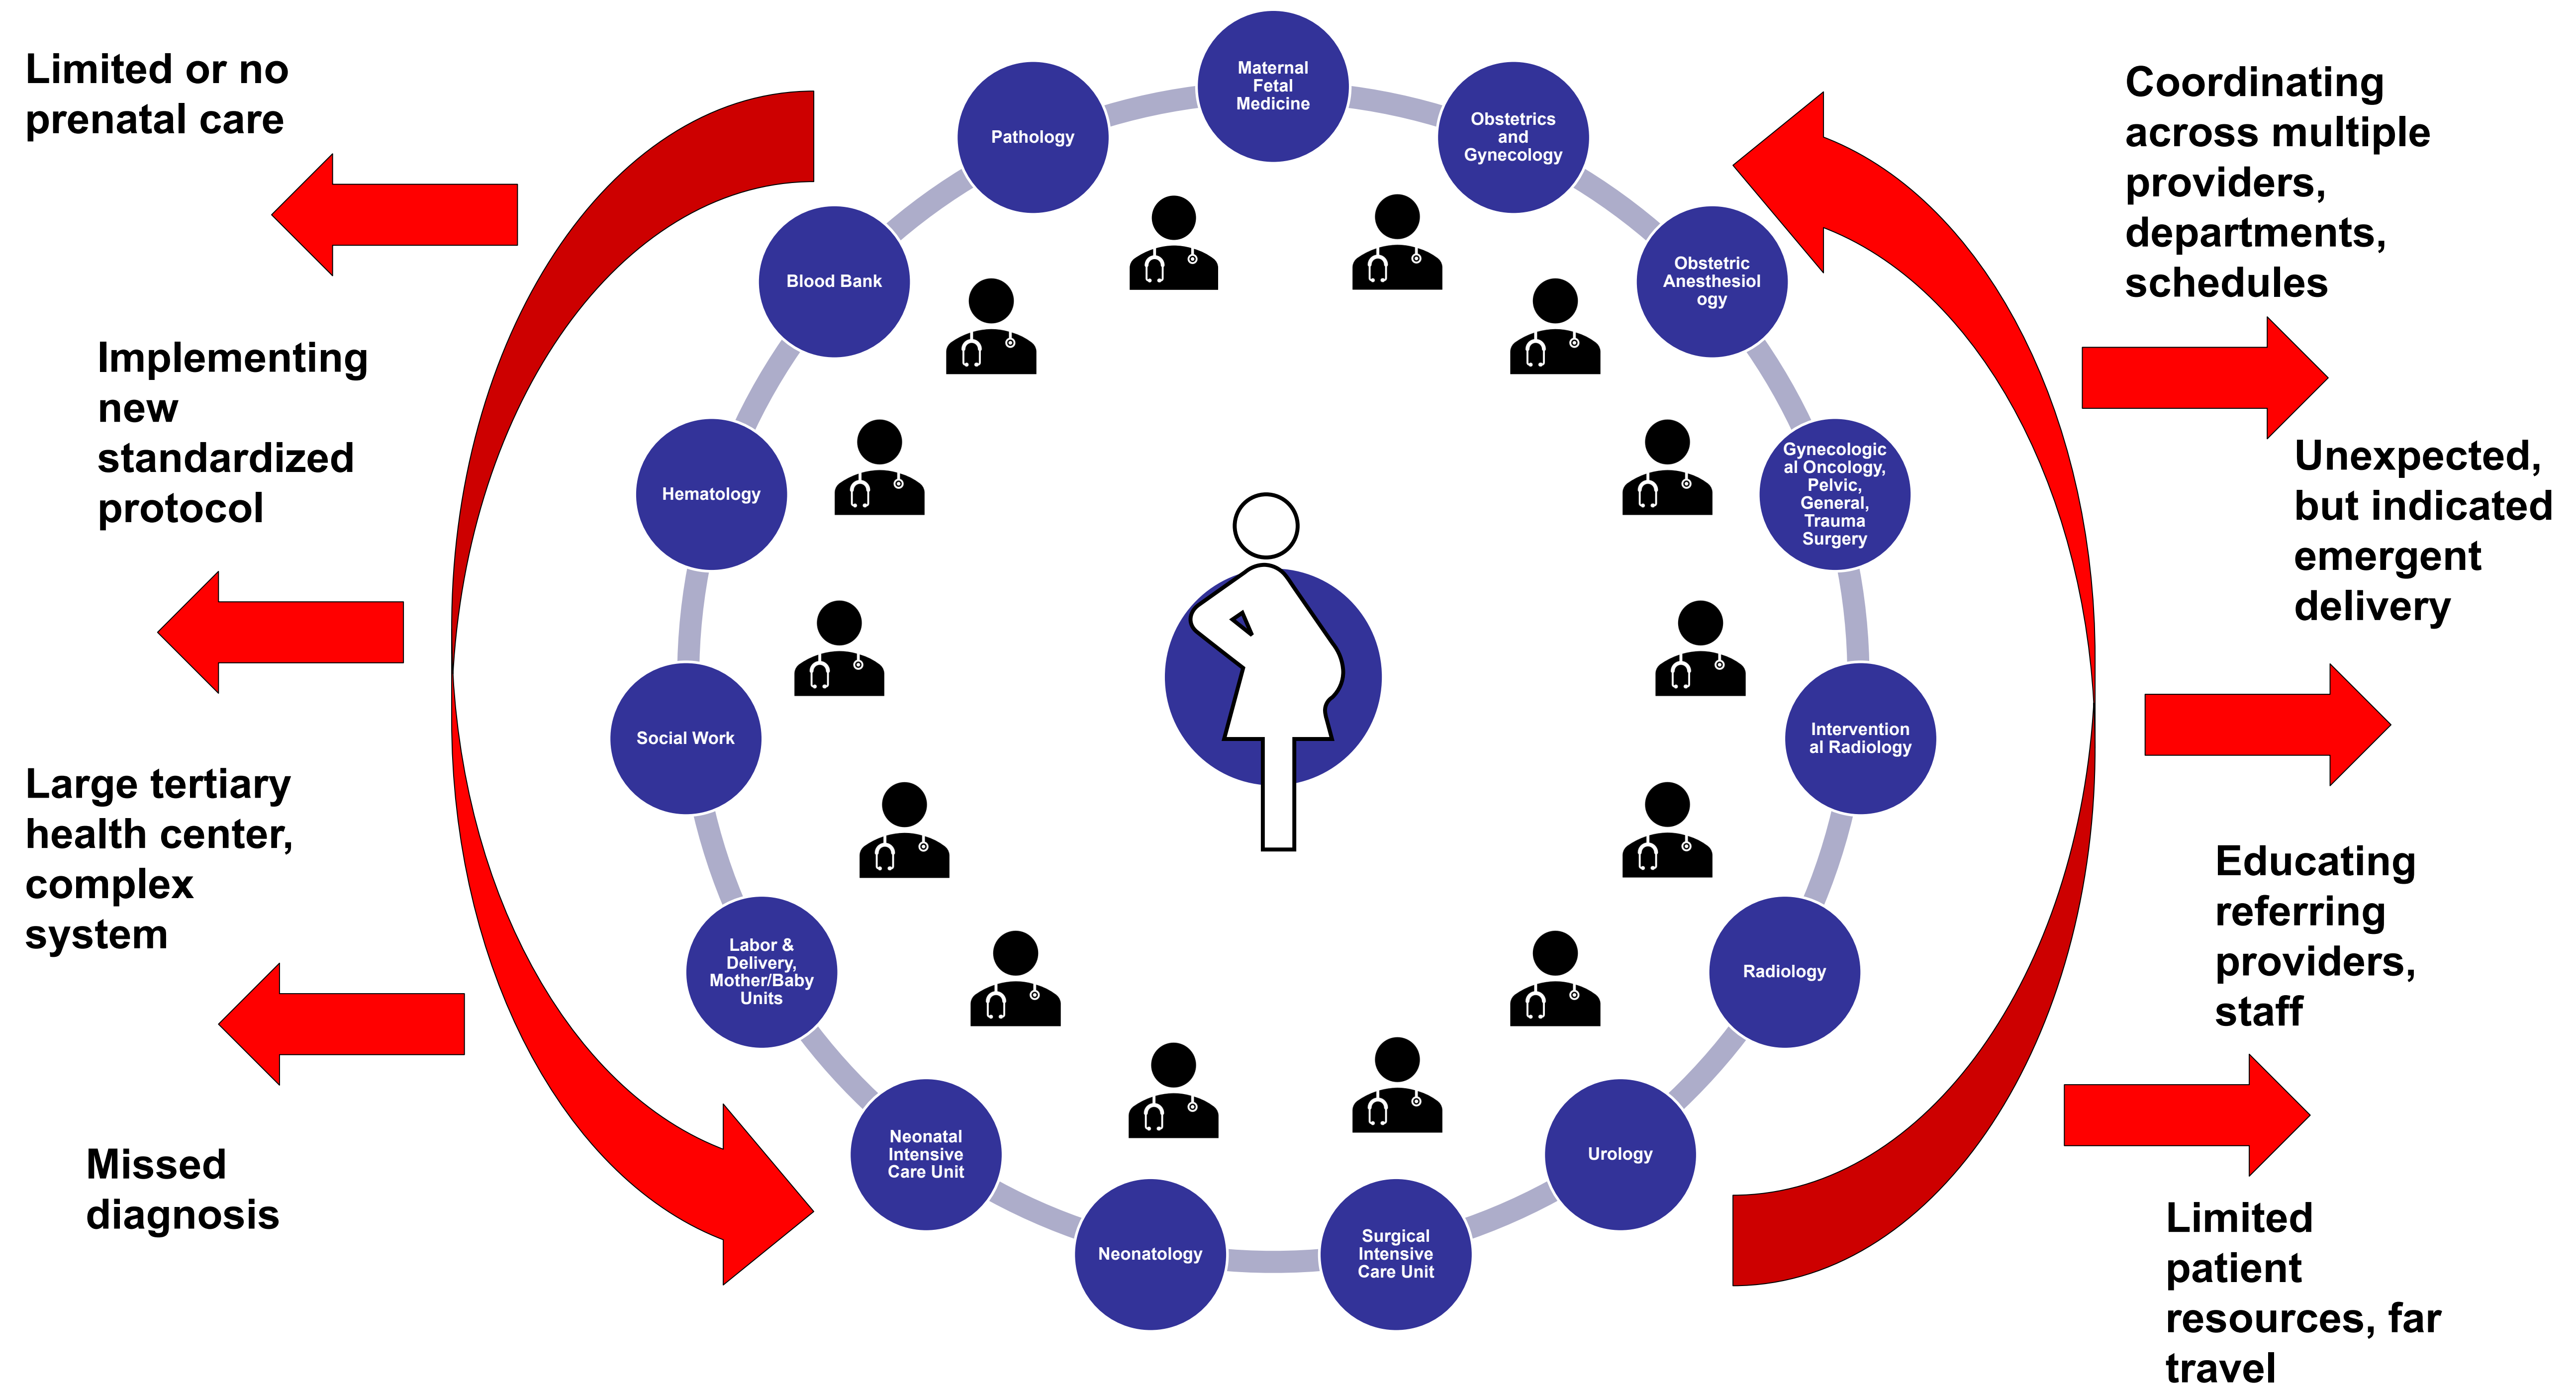 Limited or no
prenatal care
Implementing
new
standardized
protocol
Large tertiary
health center,
complex
system
Missed
diagnosis
Maternal
Fetal
Medicine
Obstetrics
and
Gynecology
Obstetric
Anesthesiol
ogy
Gynecologic
al Oncology,
Pelvic,
General,
Trauma
Surgery
Intervention
al Radiology
Radiology
Urology
Surgical
Intensive
Care Unit
Neonatology
Neonatal
Intensive
Care Unit
Labor &
Delivery,
Mother/Baby
Units
Social Work
Hematology
Blood Bank
Pathology
Coordinating
across multiple
providers,
departments,
schedules
Unexpected,
but indicated
emergent
delivery
Educating
referring
providers,
staff
Limited
patient
resources, far
travel